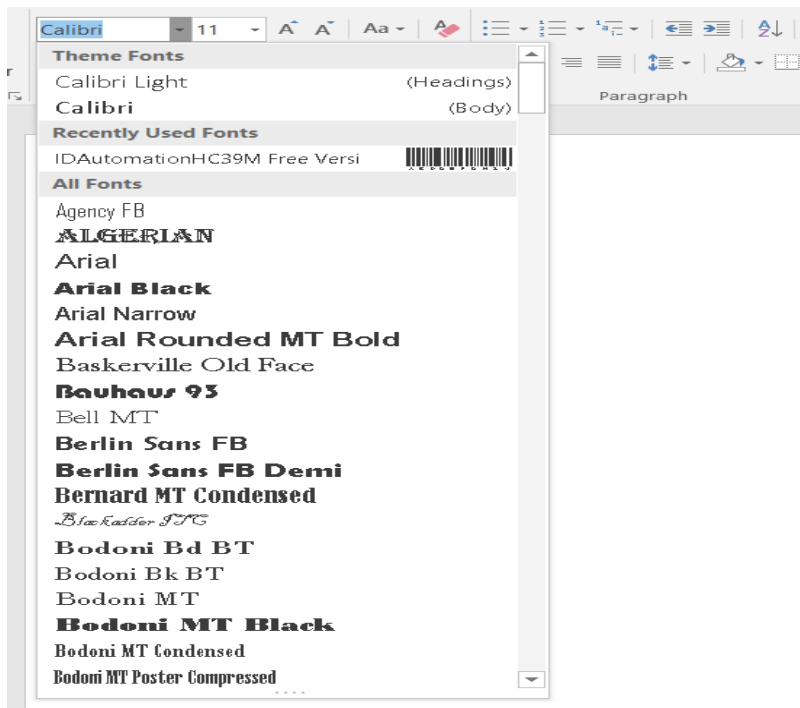 Calibri 11 A A Aa A A Z
r
Theme Fonts
Calibri Light (Headings)
Calibri (Body)
Paragraph
Recently Used Fonts
IDAutomationHC39M Free Versi
All Fonts
Agency FB
ALGERIAN
Arial
Arial Black
Arial Narrow
Arial Rounded MT Bold
Baskerville Old Face
Bauhaus 93
Bell MT
Berlin Sans FB
Berlin Sans FB Demi
Bernard MT Condensed
Blackadder ITC
Bodoni Bd BT
Bodoni Bk BT
Bodoni MT
Bodoni MT Black
Bodoni MT Condensed
Bodoni MT Poster Compressed